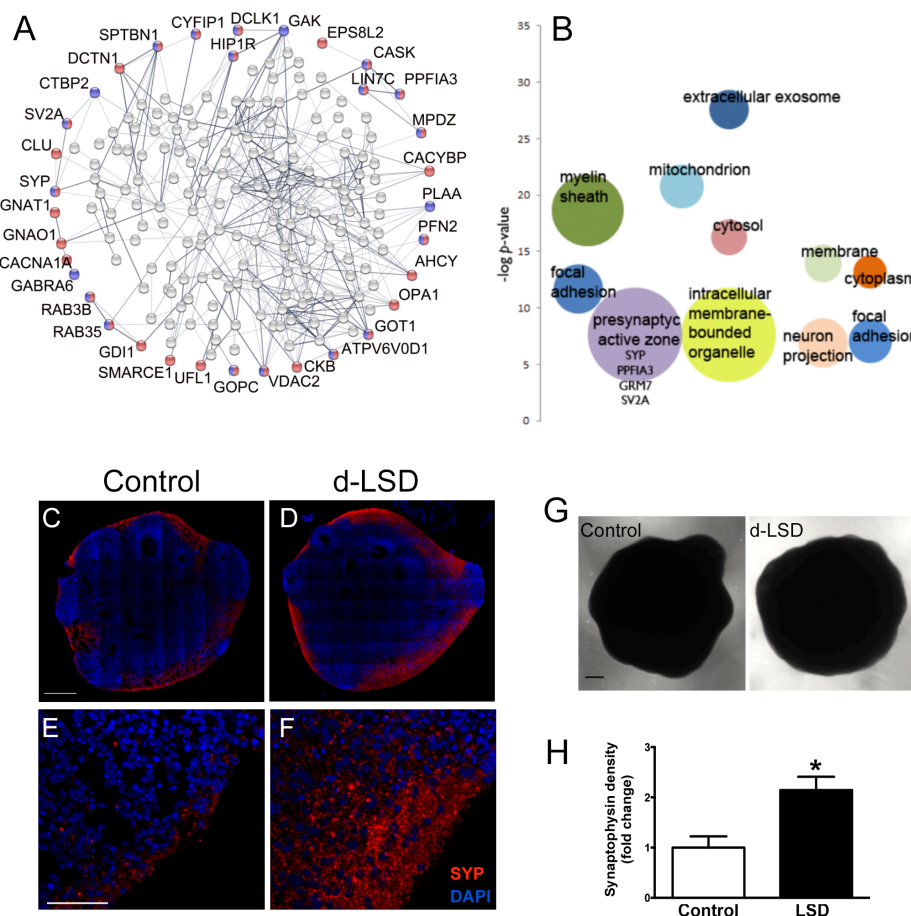 A
CYFIP1
DCLK1
GAK
SPTBN1
HIP1R
EPS8L2
DCTN1
CASK
CTBP2
LIN7C
PPFIA3
SV2A
MPDZ
CLU
CACYBP
SYP
PLAA
GNAT1
PFN2
GNAO1
AHCY
CACNA1A
GABRA6
OPA1
RAB3B
GOT1
RAB35
ATPV6V0D1
GDI1
CKB
SMARCE1
UFL1
GOPC
VDAC2
B
35
30
25
20
15
10
5
0
-log p-value
extracellular exosome
mitochondrion
myelin
sheath
cytosol
membrane
cytoplasm
focal
adhesion
presynaptyc
active zone
SYP
PPFIA3
GRM7
SV2A
intracellular
membrane-
bounded
organelle
neuron
projection
focal
adhesion
Control
d-LSD
C
D
E
F
SYP
DAPI
G
Control
d-LSD
H
Synaptophysin density
(fold change)
3
2
1
0
*
Control
LSD